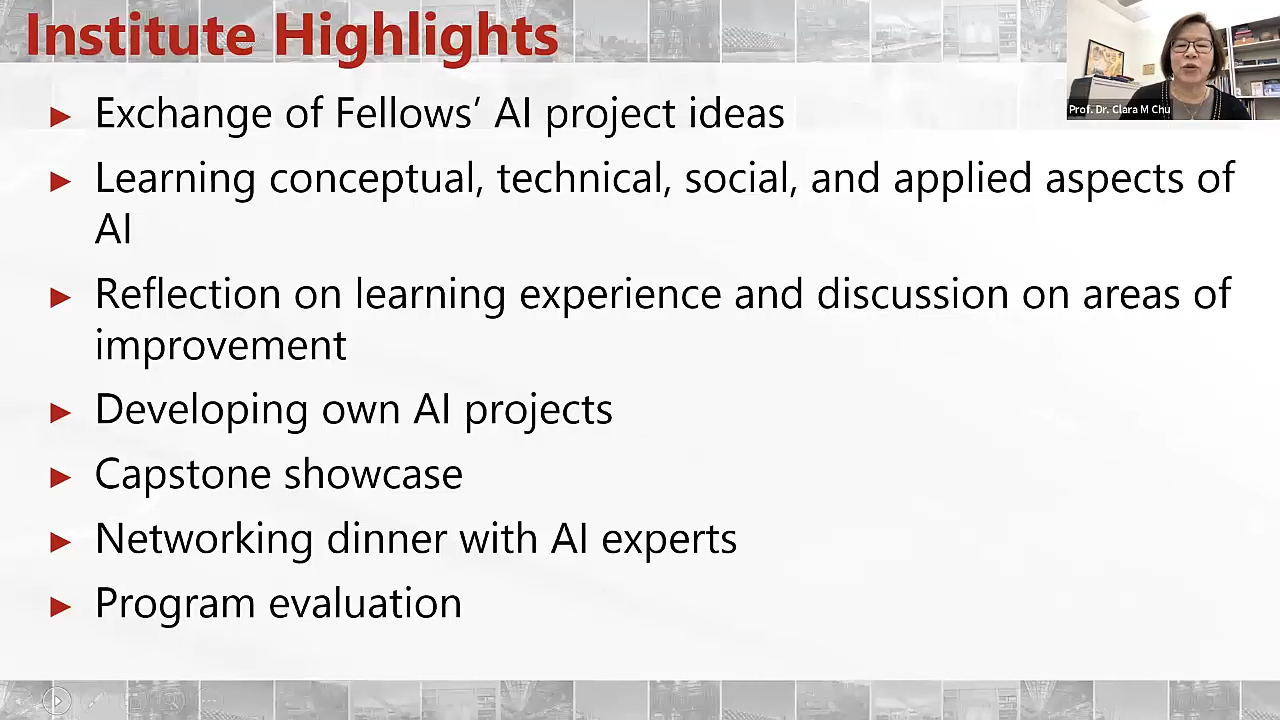 Institute Highlights
Prof. Dr. Clara M Chu
► Exchange of Fellows’ AI project ideas
► Learning conceptual, technical, social, and applied aspects of
AI
► Reflection on learning experience and discussion on areas of
improvement
► Developing own AI projects
► Capstone showcase
► Networking dinner with AI experts
► Program evaluation